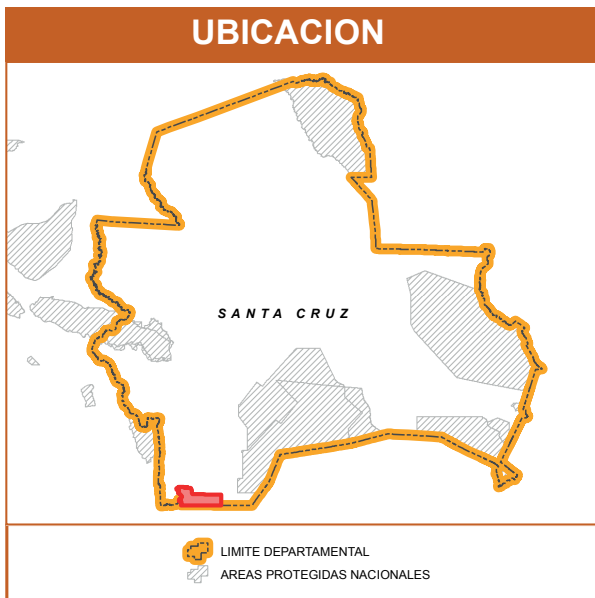 UBICACION
SANTA CRUZ
LIMITE DEPARTAMENTAL
AREAS PROTEGIDAS NACIONALES